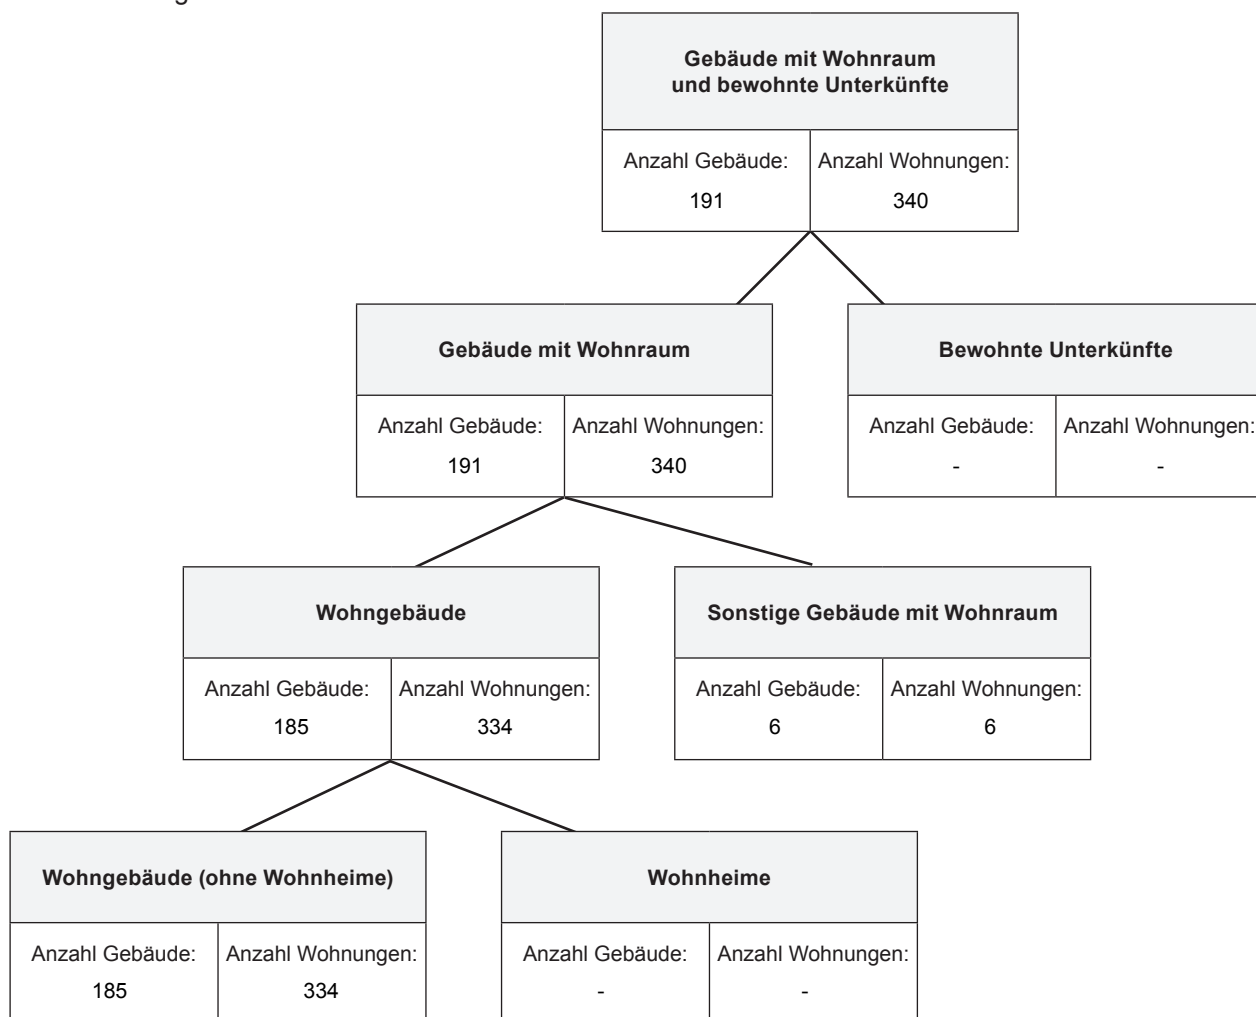 Gebäude mit Wohnraum
und bewohnte Unterkünfte
Anzahl Gebäude:
191
Anzahl Wohnungen:
340
Gebäude mit Wohnraum
Anzahl Gebäude:
191
Anzahl Wohnungen:
340
Bewohnte Unterkünfte
Anzahl Gebäude:
-
Anzahl Wohnungen:
-
Wohngebäude
Anzahl Gebäude:
185
Anzahl Wohnungen:
334
Sonstige Gebäude mit Wohnraum
Anzahl Gebäude:
6
Anzahl Wohnungen:
6
Wohngebäude (ohne Wohnheime)
Anzahl Gebäude:
185
Anzahl Wohnungen:
334
Wohnheime
Anzahl Gebäude:
-
Anzahl Wohnungen:
-